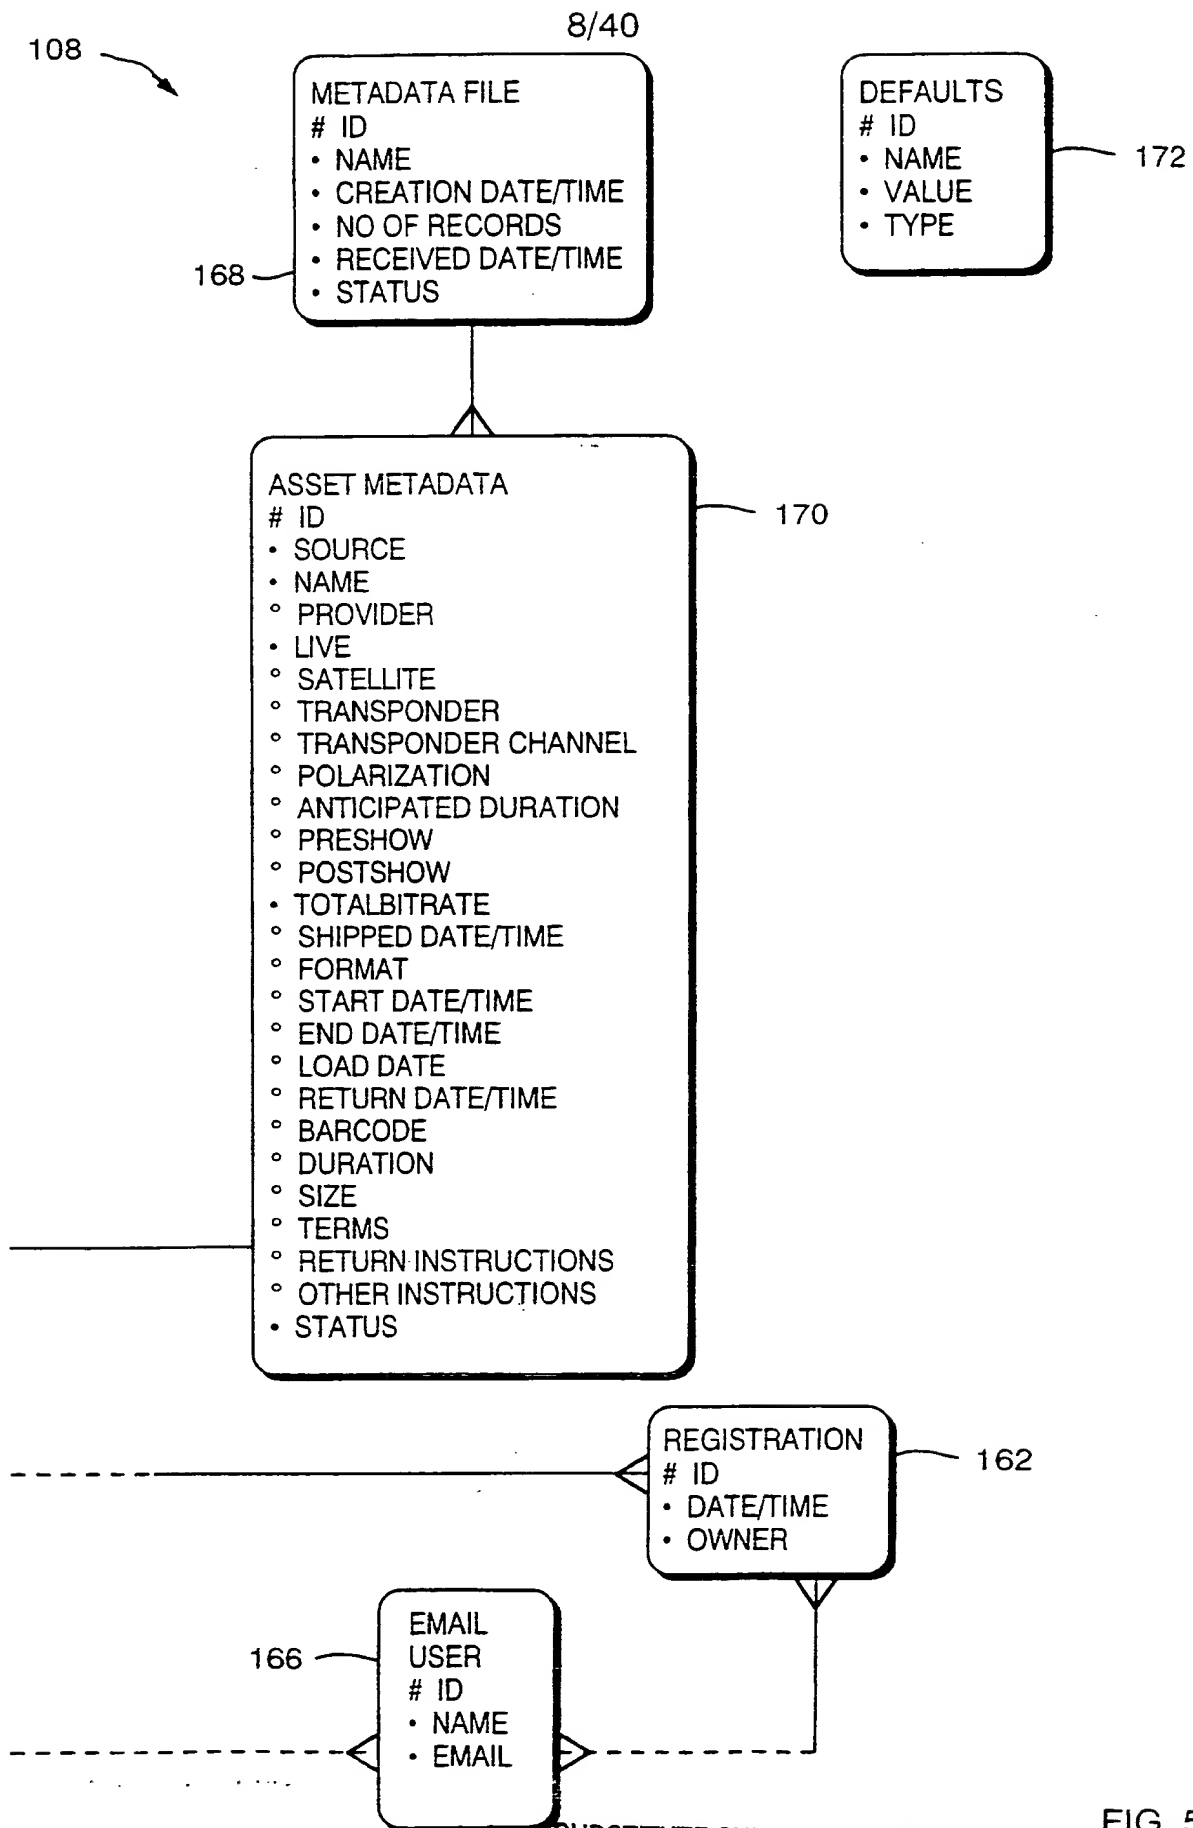 8/40
108
METADATA FILE
# ID
• NAME
• CREATION DATE/TIME
• NO OF RECORDS
• RECEIVED DATE/TIME
• STATUS
168
DEFAULTS
# ID
• NAME
• VALUE
• TYPE
172
ASSET METADATA
# ID
• SOURCE
• NAME
° PROVIDER
• LIVE
° SATELLITE
° TRANSPONDER
° TRANSPONDER CHANNEL
° POLARIZATION
° ANTICIPATED DURATION
° PRESHOW
° POSTSHOW
• TOTALBITRATE
° SHIPPED DATE/TIME
° FORMAT
° START DATE/TIME
° END DATE/TIME
° LOAD DATE
° RETURN DATE/TIME
° BARCODE
° DURATION
° SIZE
° TERMS
° RETURN INSTRUCTIONS
° OTHER INSTRUCTIONS
• STATUS
170
REGISTRATION
# ID
• DATE/TIME
• OWNER
162
EMAIL
USER
# ID
• NAME
• EMAIL
166
FIG. 5